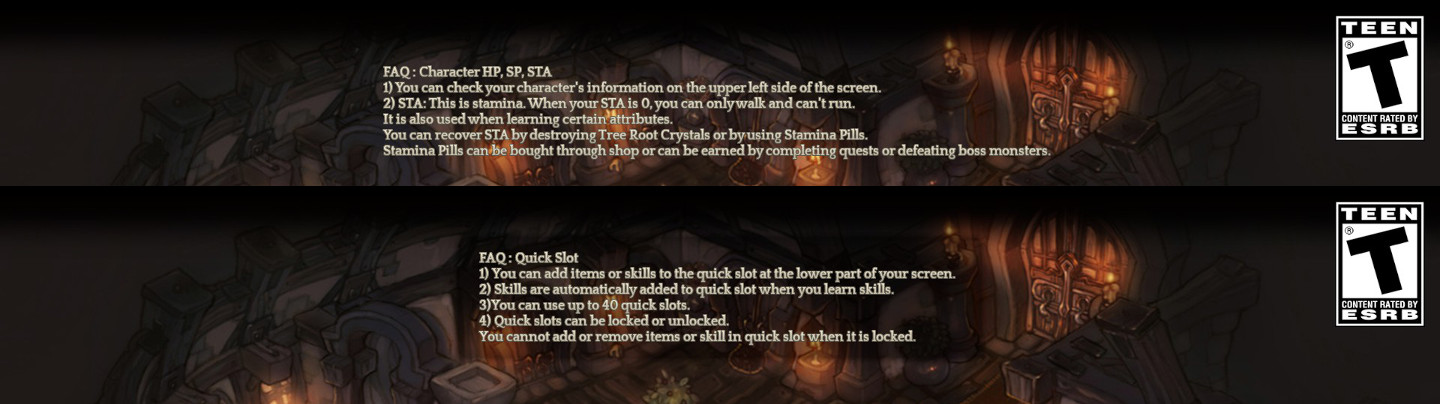 FAQ : Character HP, SP, STA
1) You can check your character's information on the upper left side of the screen.
2) STA: This is stamina. When your STA is 0, you can only walk and can't run.
It is also used when learning certain attributes.
You can recover STA by destroying Tree Root Crystals or by using Stamina Pills.
Stamina Pills can be bought through shop or can be earned by completing quests or defeating boss monsters.
TEEN
T
®
CONTENT RATED BY
ESRB
FAQ : Quick Slot
1) You can add items or skills to the quick slot at the lower part of your screen.
2) Skills are automatically added to quick slot when you learn skills.
3)You can use up to 40 quick slots.
4) Quick slots can be locked or unlocked.
You cannot add or remove items or skill in quick slot when it is locked.
TEEN
T
®
CONTENT RATED BY
ESRB